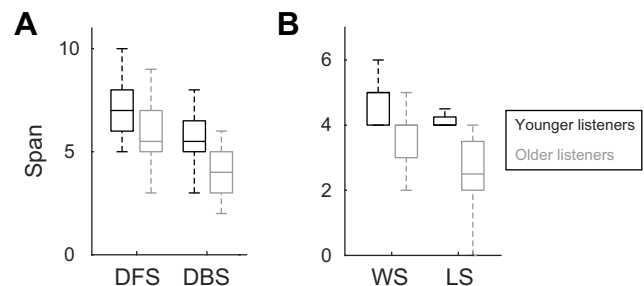 A
B
10
5
0
Span
DFS DBS
6
4
2
0
WS LS
Younger listeners
Older listeners